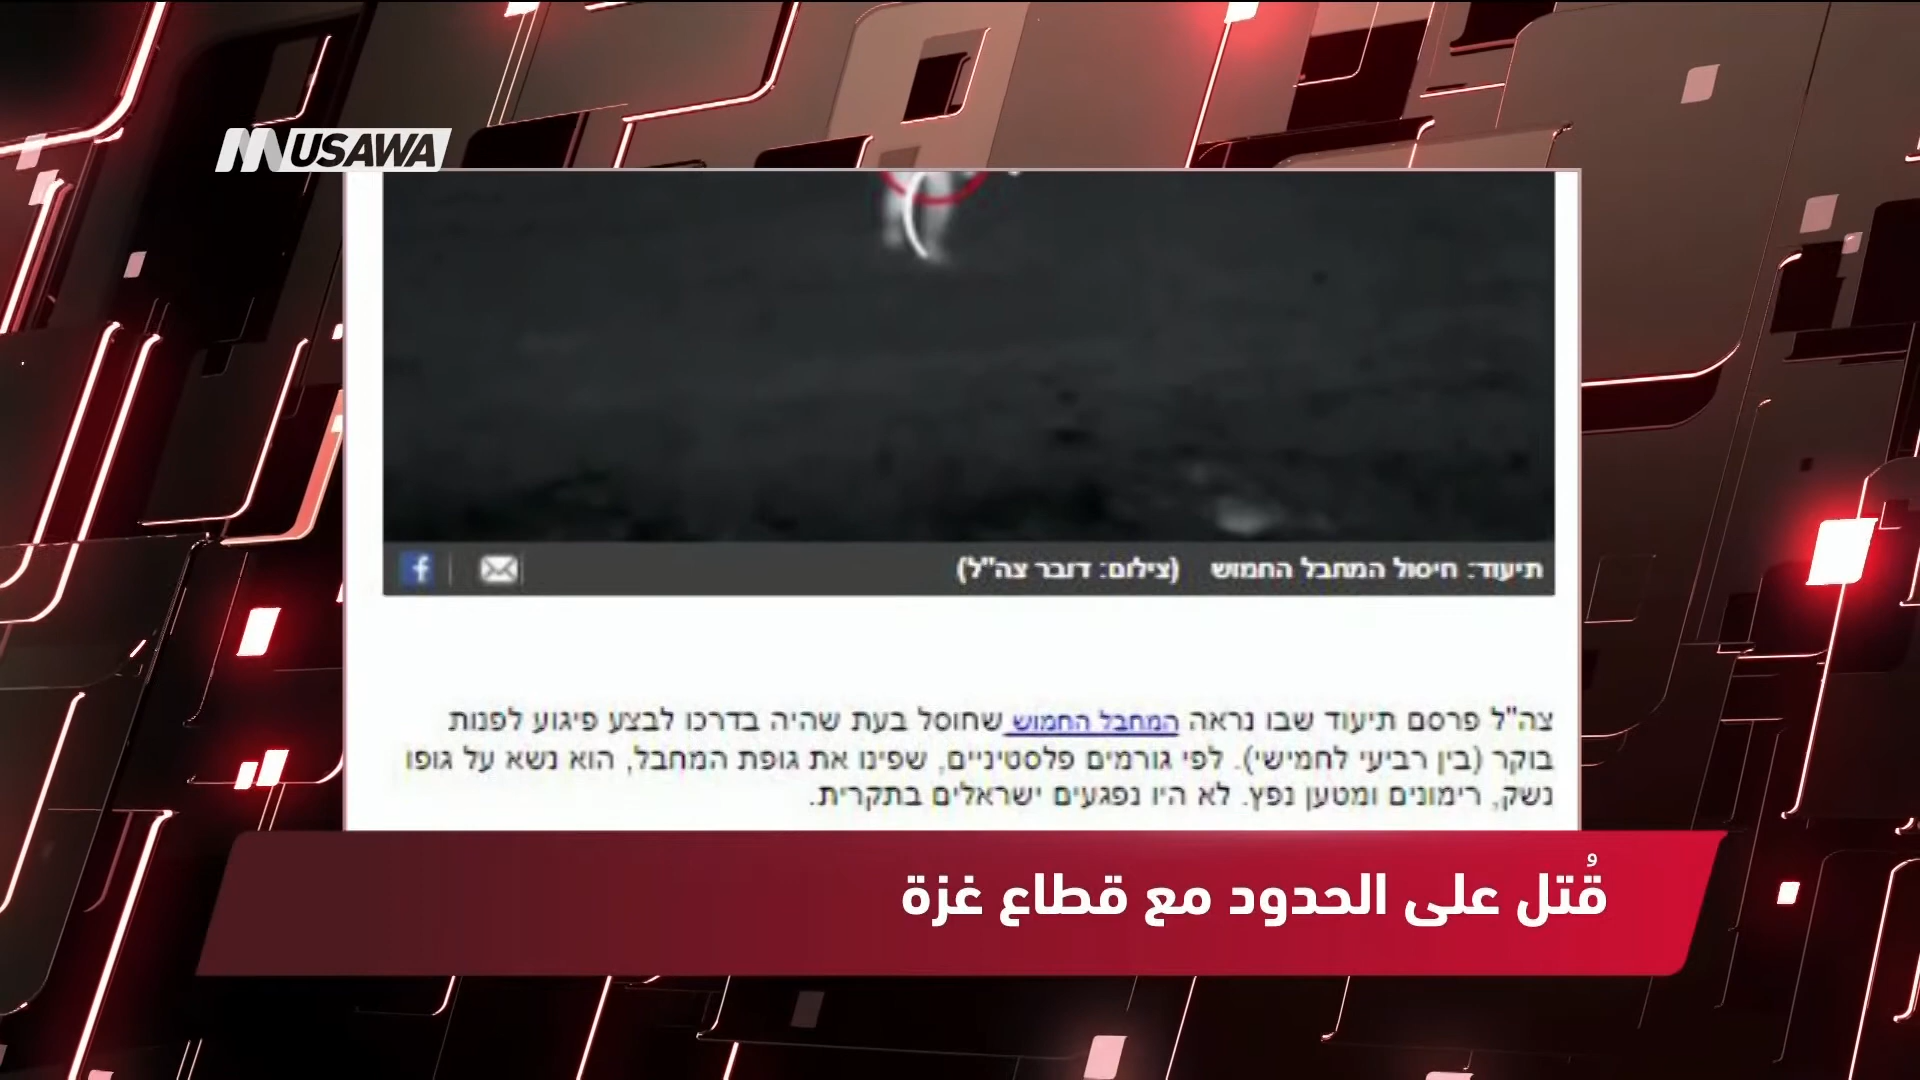 MUSAWA
תיעוד: חיסול המחבל החמוש (צילום: דובר צה"ל)
צה"ל פרסם תיעוד שבו נראה המחבל החמוש שחוסל בעת שהיה בדרכו לבצע פיגוע לפנות
בוקר (בין רביעי לחמישי). לפי גורמים פלסטיניים, שפינו את גופת המחבל, הוא נשא על גופו
נשק, רימונים ומטען נפץ. לא היו נפגעים ישראלים בתקרית.
قُتل على الحدود مع قطاع غزة